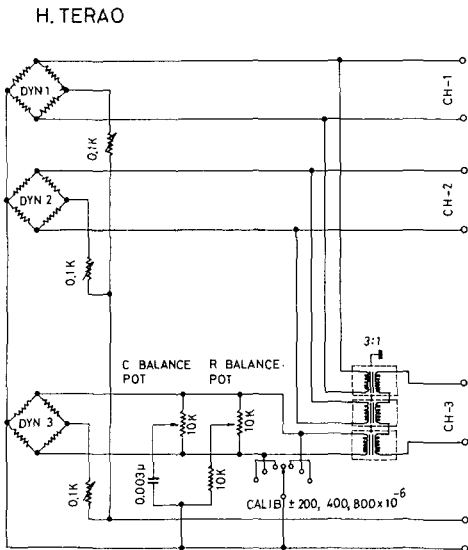 H. TERAO
DYN 1
CH-1
0.1K
DYN 2
CH-2
0.1K
3:1
C BALANCE
POT
R BALANCE
POT
DYN 3
10K
10K
CH-3
0.1K
0.003μ
10K
CALIB ± 200, 400, 800 x 10⁻⁶